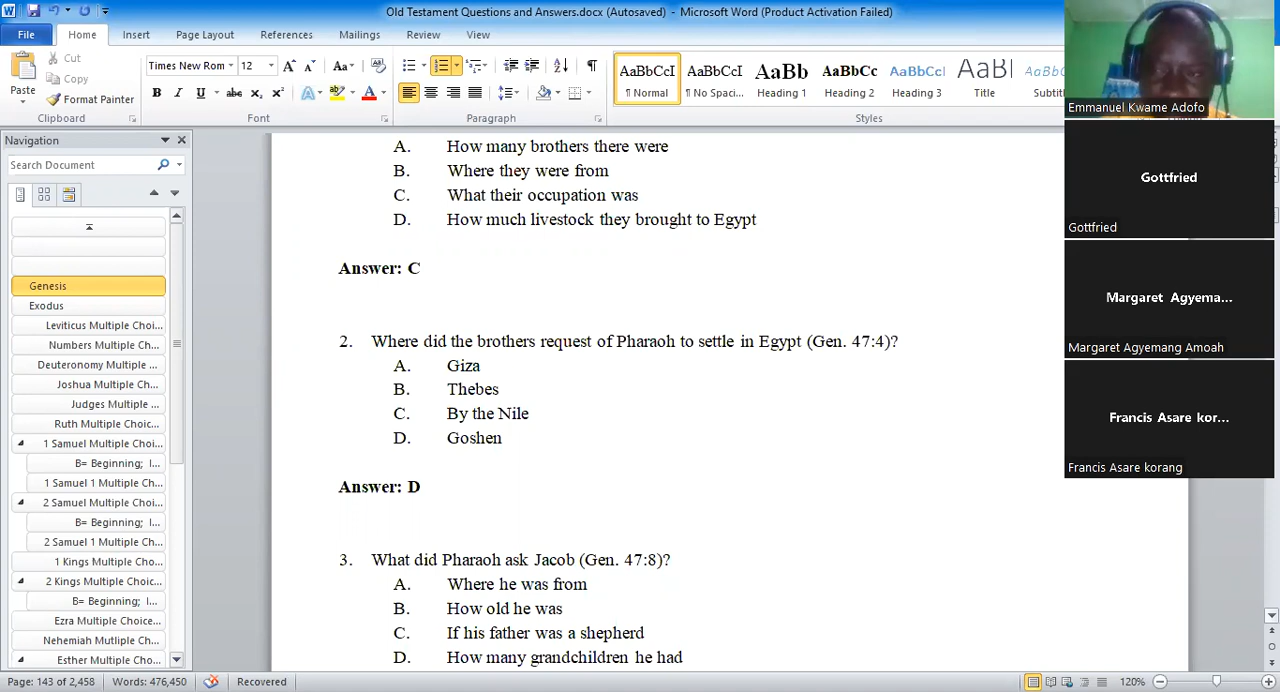 Old Testament Questions and Answers.docx (Autosaved) - Microsoft Word (Product Activation Failed)
File Home Insert Page Layout References Mailings Review View
Cut
Copy
Paste
Format Painter
Clipboard
Times New Rom 12
Font
Paragraph
AaBbCcI AaBbCcI AaBb AaBbCc AaBbCcI
¶ Normal ¶ No Spaci... Heading 1 Heading 2 Heading 3 Title
Styles
Navigation
Search Document
Genesis
Exodus
Leviticus Multiple Choi...
Numbers Multiple Ch...
Deuteronomy Multiple ...
Joshua Multiple Ch...
Judges Multiple ...
Ruth Multiple Choic...
1 Samuel Multiple Choi...
B= Beginning; I...
1 Samuel 1 Multiple Ch...
2 Samuel Multiple Choi...
B= Beginning; I...
2 Samuel 1 Multiple Ch...
1 Kings Multiple Cho...
2 Kings Multiple Choic...
B= Beginning; I...
Ezra Multiple Choice...
Nehemiah Mutliple Ch...
Esther Multiple Cho...
A. How many brothers there were
B. Where they were from
C. What their occupation was
D. How much livestock they brought to Egypt
Answer: C
2. Where did the brothers request of Pharaoh to settle in Egypt (Gen. 47:4)?
A. Giza
B. Thebes
C. By the Nile
D. Goshen
Answer: D
3. What did Pharaoh ask Jacob (Gen. 47:8)?
A. Where he was from
B. How old he was
C. If his father was a shepherd
D. How many grandchildren he had
Emmanuel Kwame Adofo
Gottfried
Gottfried
Margaret Agyema...
Margaret Agyemang Amoah
Francis Asare kor...
Francis Asare korang
Page: 143 of 2,458 Words: 476,450 Recovered 120%